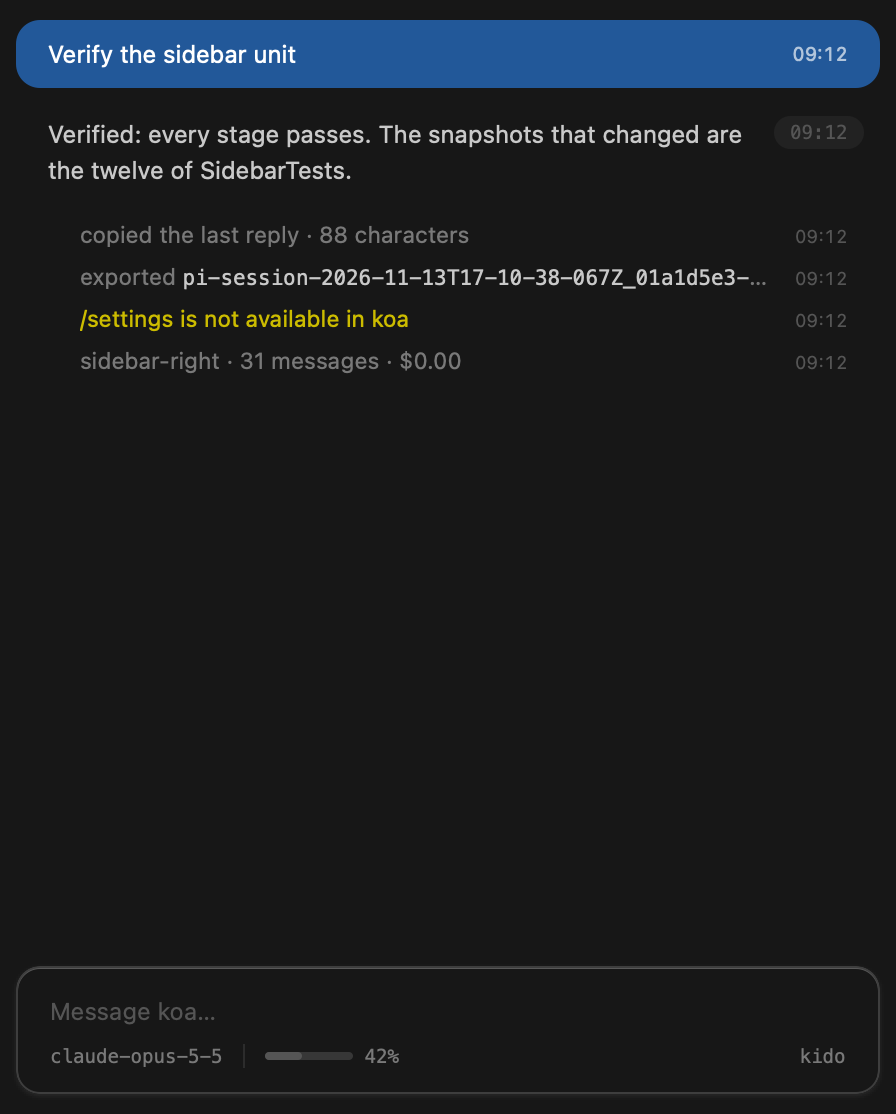 Verify the sidebar unit 09:12
Verified: every stage passes. The snapshots that changed are 09:12
the twelve of SidebarTests.
copied the last reply · 88 characters 09:12
exported pi-session-2026-11-13T17-10-38-067Z_01a1d5e3-… 09:12
/settings is not available in koa 09:12
sidebar-right · 31 messages · $0.00 09:12
Message koa...
claude-opus-5-5 42% kido